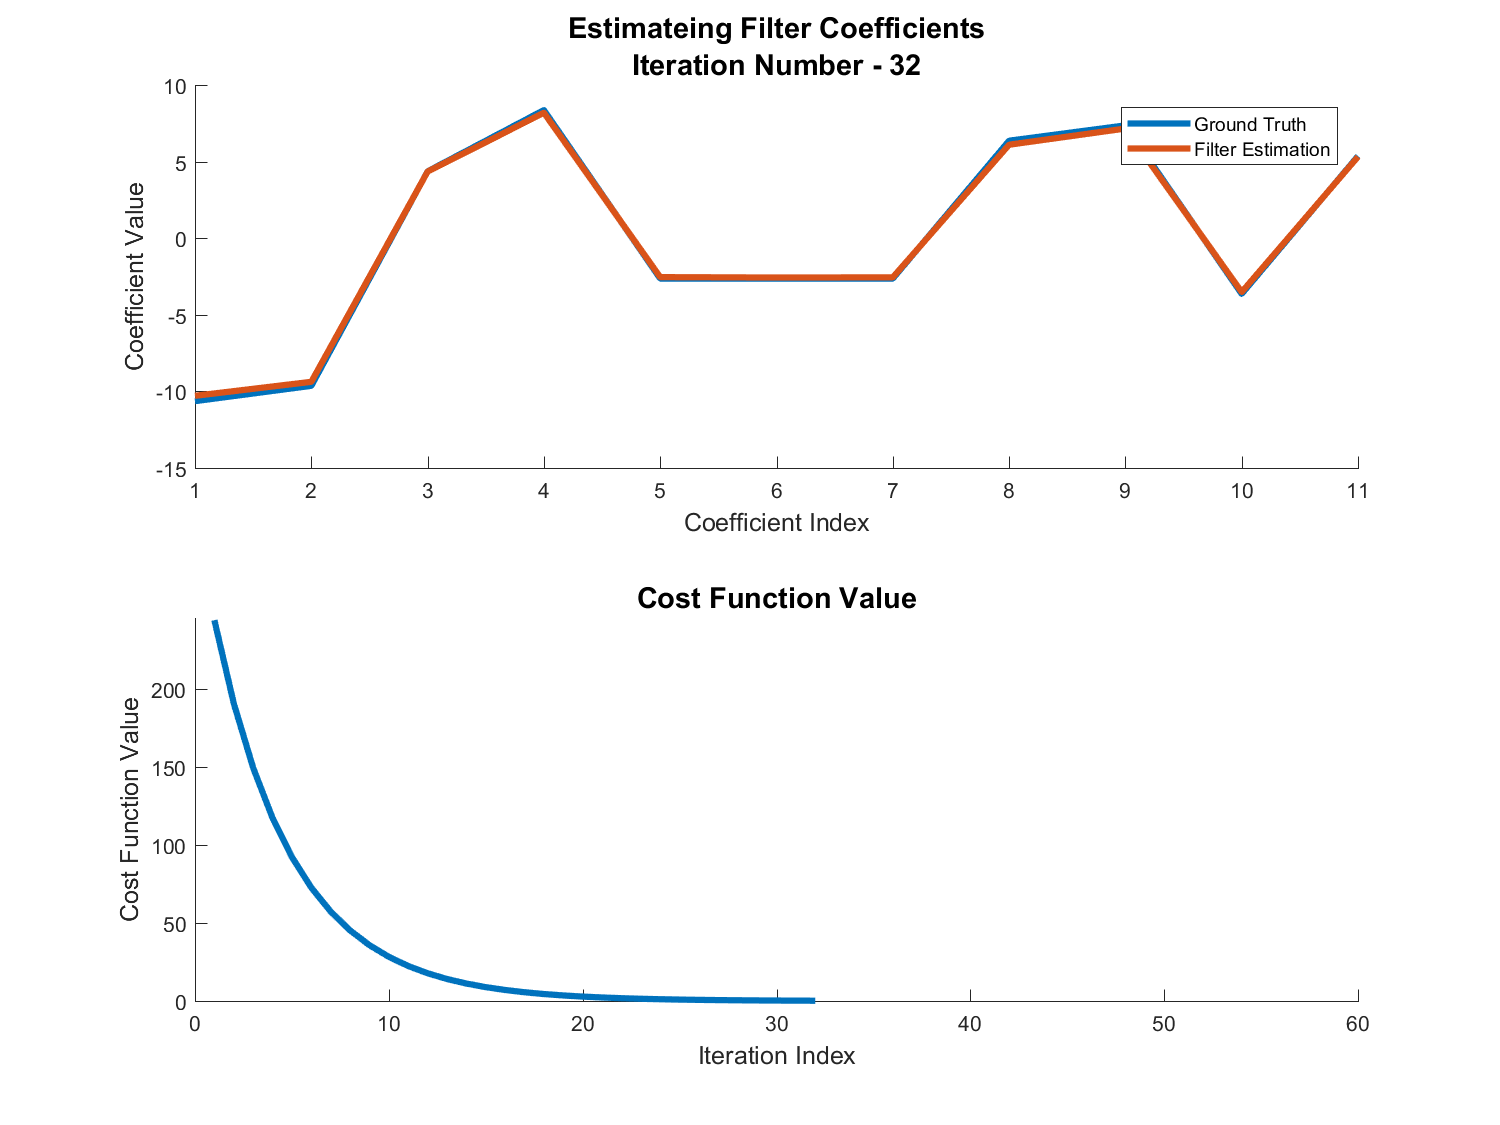 Estimateing Filter Coefficients
Iteration Number - 32
10
5
0
-5
-10
-15
Coefficient Value
Ground Truth
Filter Estimation
1 2 3 4 5 6 7 8 9 10 11
Coefficient Index
Cost Function Value
200
150
100
50
0
Cost Function Value
0 10 20 30 40 50 60
Iteration Index